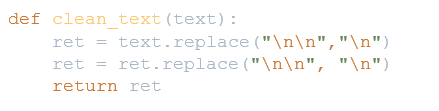 def clean_text(text):
    ret = text.replace("\n\n","\n")
    ret = ret.replace("\n\n", "\n")
    return ret